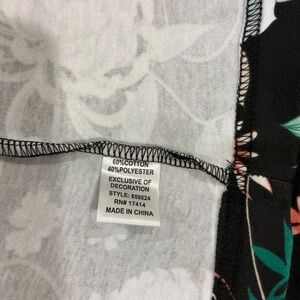 60%COTTON
40%POLYESTER
EXCLUSIVE OF
DECORATION
STYLE: 859824
RN# 17414
MADE IN CHINA